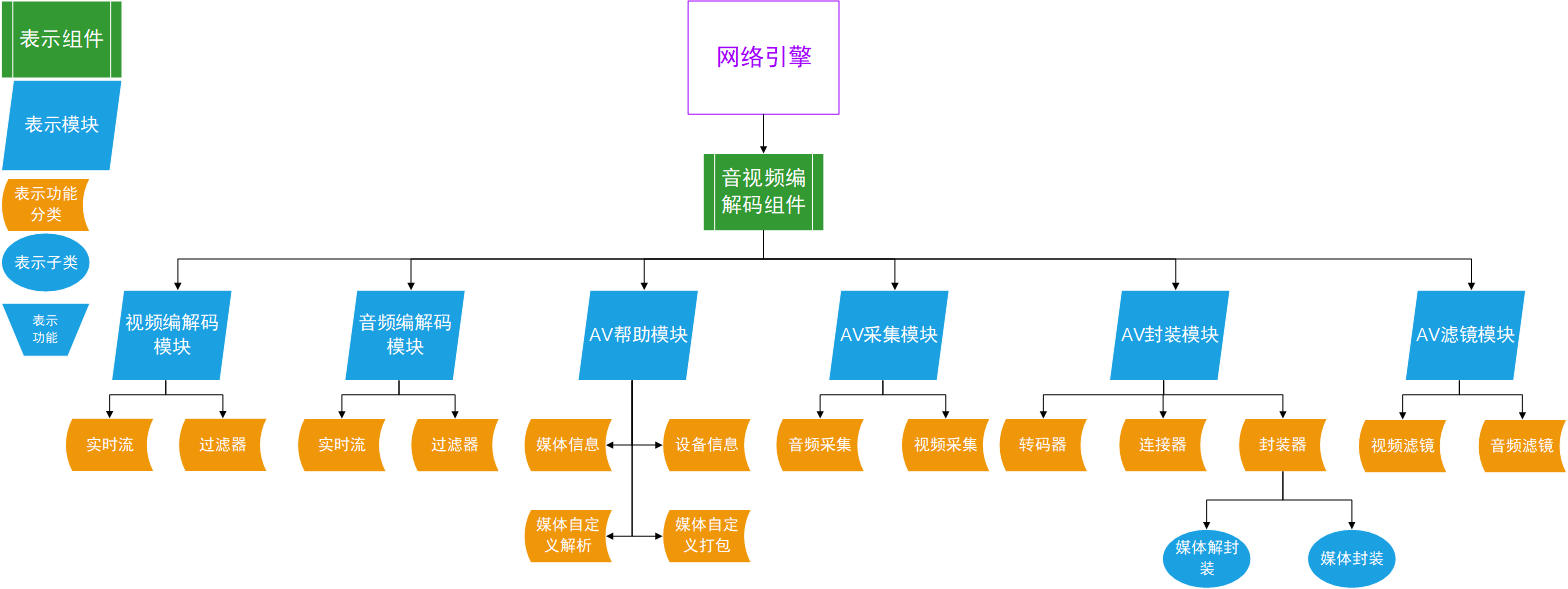 表示组件
表示模块
表示功能
分类
表示子类
表示
功能
网络引擎
音视频编
解码组件
视频编解码
模块
音频编解码
模块
AV帮助模块
AV采集模块
AV封装模块
AV滤镜模块
实时流
过滤器
实时流
过滤器
媒体信息
设备信息
音频采集
视频采集
转码器
连接器
封装器
视频滤镜
音频滤镜
媒体自定
义解析
媒体自定
义打包
媒体解封
装
媒体封装